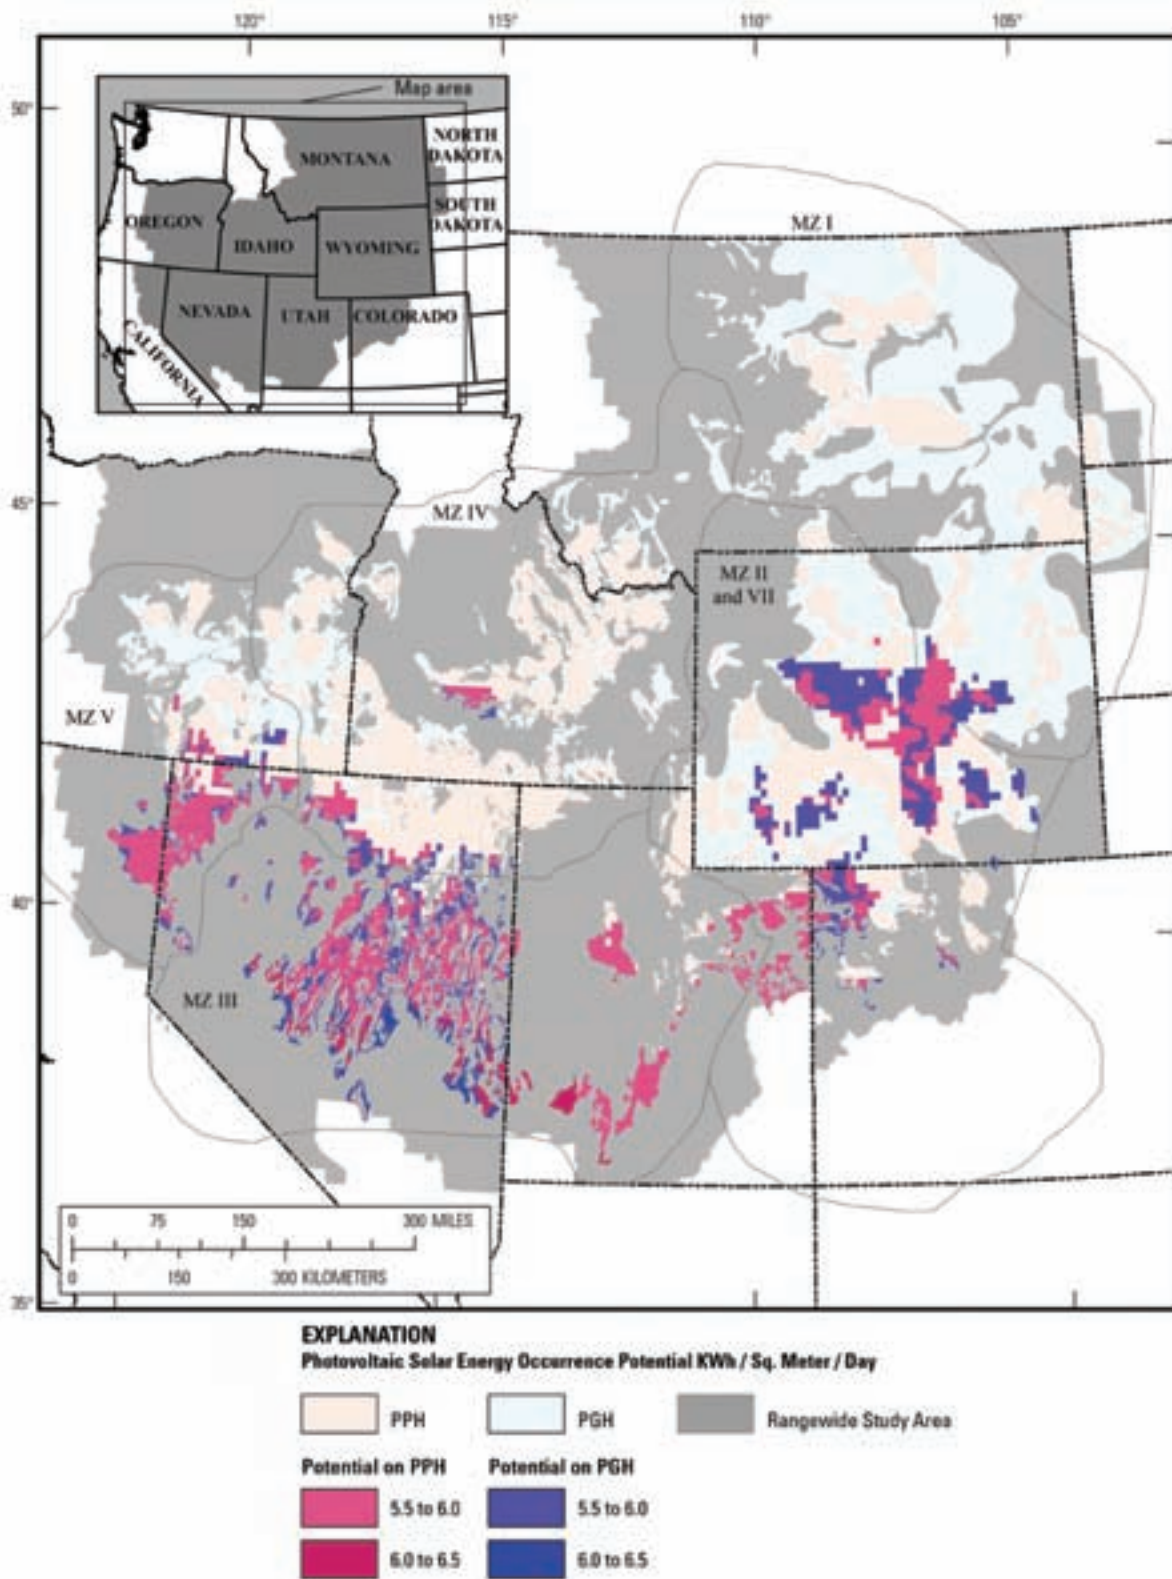 120° 115° 110° 105°
50°
Map area
NORTH
DAKOTA
MONTANA
SOUTH
DAKOTA
OREGON
IDAHO
WYOMING
NEVADA
UTAH
COLORADO
CALIFORNIA
MZ I
45°
MZ IV
MZ II
and VII
MZ V
40°
MZ III
0 75 150 300 MILES
0 150 300 KILOMETERS
35°
EXPLANATION
Photovoltaic Solar Energy Occurrence Potential KWh / Sq. Meter / Day
PPH PGH Rangewide Study Area
Potential on PPH Potential on PGH
5.5 to 6.0 5.5 to 6.0
6.0 to 6.5 6.0 to 6.5